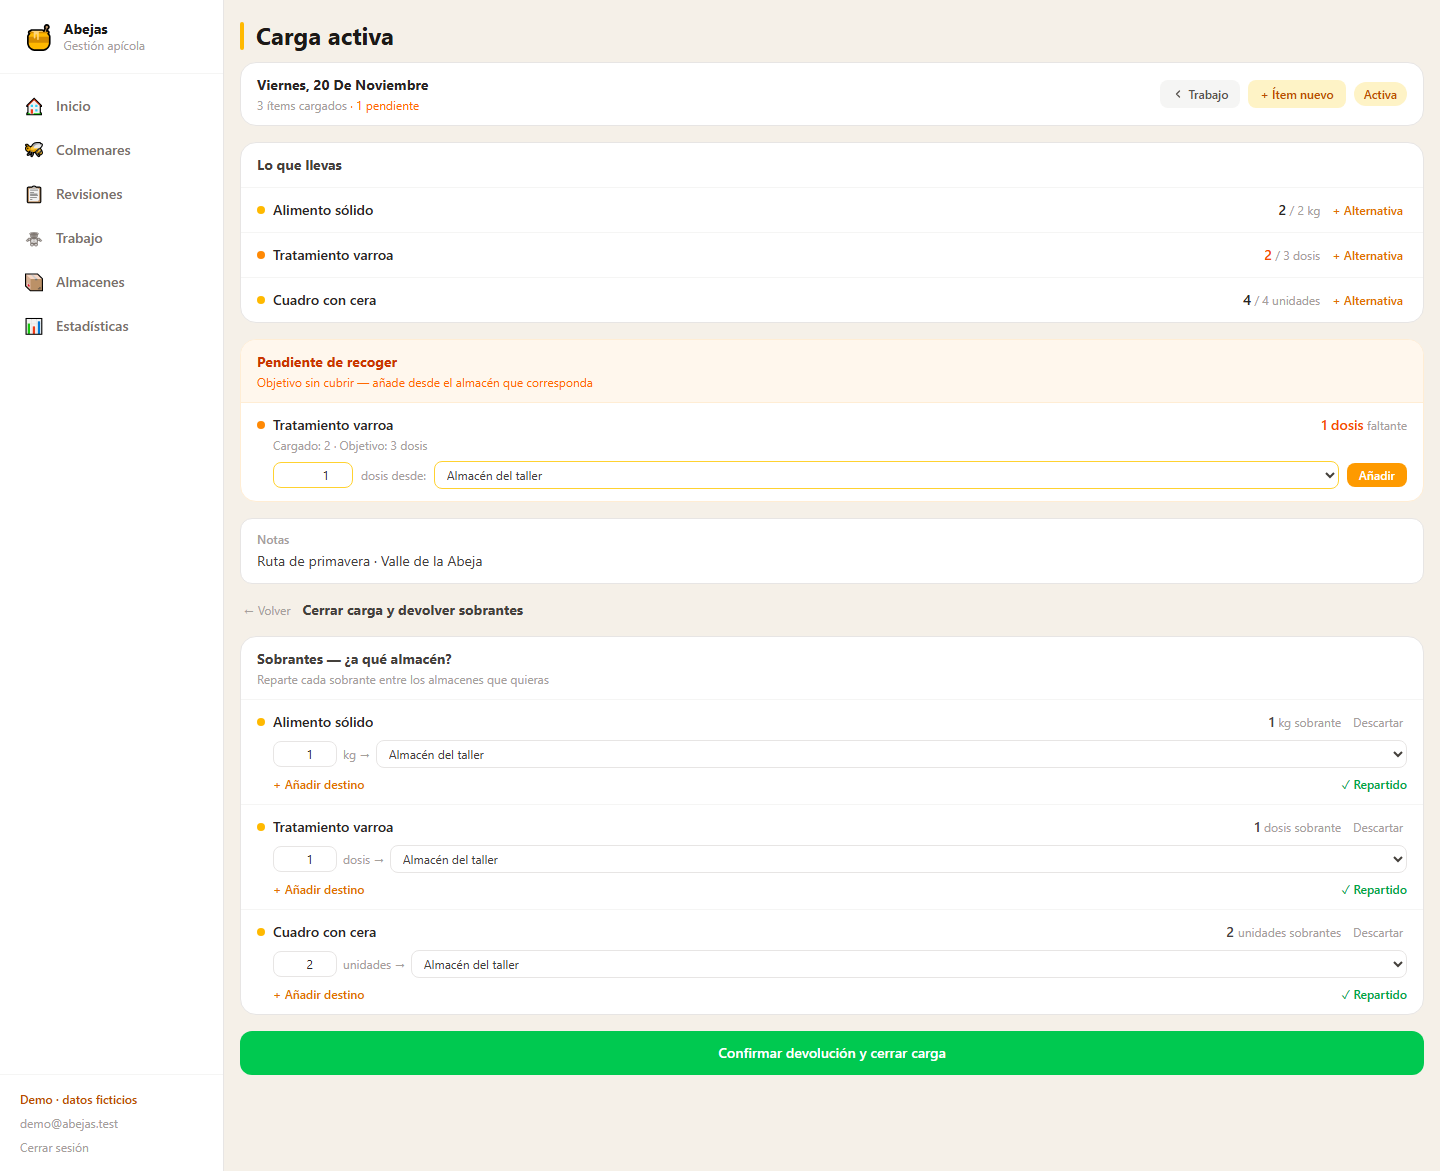 Abejas
Gestión apícola
Inicio
Colmenares
Revisiones
Trabajo
Almacenes
Estadísticas
Demo · datos ficticios
demo@abejas.test
Cerrar sesión
Carga activa
Viernes, 20 De Noviembre
3 ítems cargados · 1 pendiente
Trabajo
+ Ítem nuevo
Activa
Lo que llevas
Alimento sólido 2 / 2 kg + Alternativa
Tratamiento varroa 2 / 3 dosis + Alternativa
Cuadro con cera 4 / 4 unidades + Alternativa
Pendiente de recoger
Objetivo sin cubrir — añade desde el almacén que corresponda
Tratamiento varroa 1 dosis faltante
Cargado: 2 · Objetivo: 3 dosis
1 dosis desde: Almacén del taller Añadir
Notas
Ruta de primavera · Valle de la Abeja
← Volver Cerrar carga y devolver sobrantes
Sobrantes — ¿a qué almacén?
Reparte cada sobrante entre los almacenes que quieras
Alimento sólido 1 kg sobrante Descartar
1 kg → Almacén del taller
+ Añadir destino ✓ Repartido
Tratamiento varroa 1 dosis sobrante Descartar
1 dosis → Almacén del taller
+ Añadir destino ✓ Repartido
Cuadro con cera 2 unidades sobrantes Descartar
2 unidades → Almacén del taller
+ Añadir destino ✓ Repartido
Confirmar devolución y cerrar carga